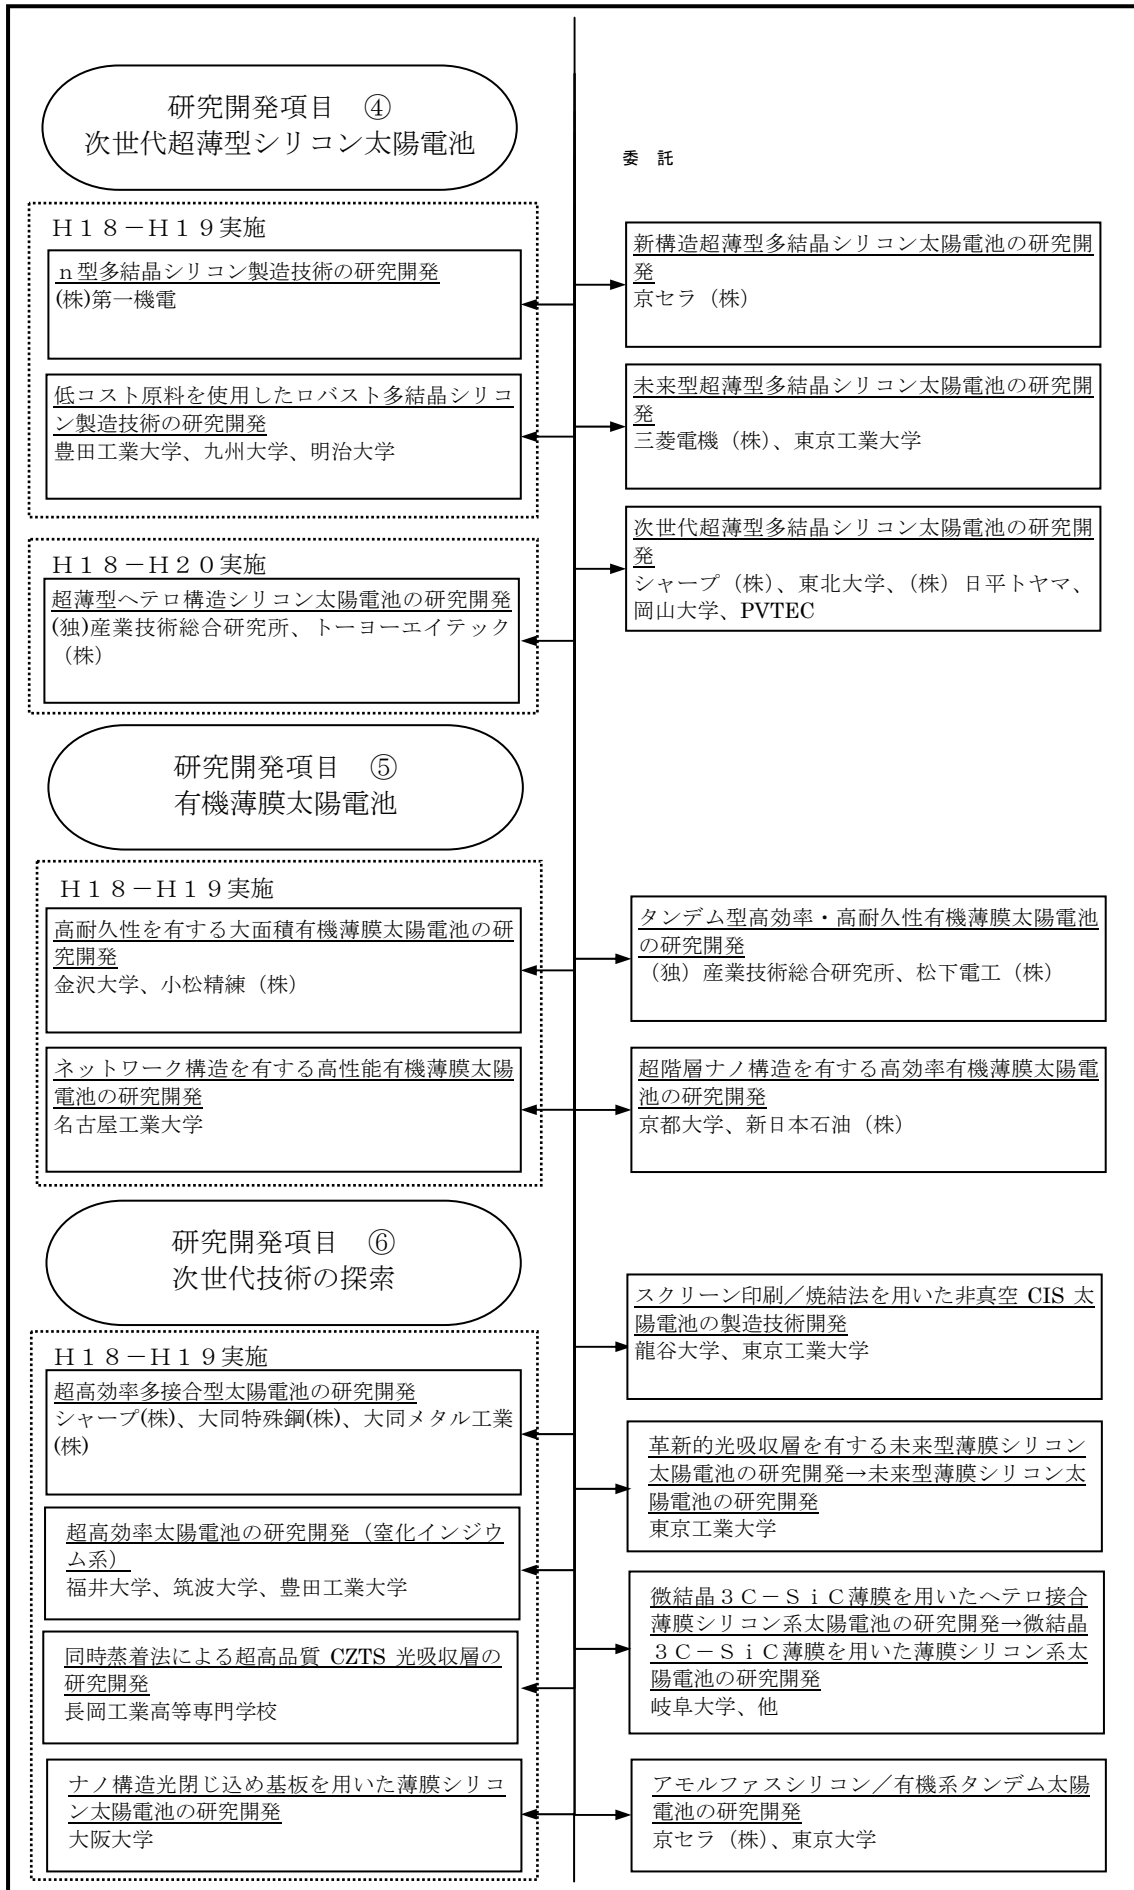 研究開発項目　④
次世代超薄型シリコン太陽電池
委　託
Ｈ１８－Ｈ１９実施
ｎ型多結晶シリコン製造技術の研究開発
(株)第一機電
低コスト原料を使用したロバスト多結晶シリコ
ン製造技術の研究開発
豊田工業大学、九州大学、明治大学
新構造超薄型多結晶シリコン太陽電池の研究開
発
京セラ（株）
未来型超薄型多結晶シリコン太陽電池の研究開
発
三菱電機（株）、東京工業大学
次世代超薄型多結晶シリコン太陽電池の研究開
発
シャープ（株）、東北大学、（株）日平トヤマ、
岡山大学、PVTEC
Ｈ１８－Ｈ２０実施
超薄型ヘテロ構造シリコン太陽電池の研究開発
(独)産業技術総合研究所、トーヨーエイテック
（株）
研究開発項目　⑤
有機薄膜太陽電池
Ｈ１８－Ｈ１９実施
高耐久性を有する大面積有機薄膜太陽電池の研
究開発
金沢大学、小松精練（株）
ネットワーク構造を有する高性能有機薄膜太陽
電池の研究開発
名古屋工業大学
タンデム型高効率・高耐久性有機薄膜太陽電池
の研究開発
（独）産業技術総合研究所、松下電工（株）
超階層ナノ構造を有する高効率有機薄膜太陽電
池の研究開発
京都大学、新日本石油（株）
研究開発項目　⑥
次世代技術の探索
Ｈ１８－Ｈ１９実施
超高効率多接合型太陽電池の研究開発
シャープ(株)、大同特殊鋼(株)、大同メタル工業
(株)
超高効率太陽電池の研究開発（窒化インジウ
ム系）
福井大学、筑波大学、豊田工業大学
同時蒸着法による超高品質 CZTS 光吸収層の
研究開発
長岡工業高等専門学校
ナノ構造光閉じ込め基板を用いた薄膜シリコ
ン太陽電池の研究開発
大阪大学
スクリーン印刷／焼結法を用いた非真空 CIS 太
陽電池の製造技術開発
龍谷大学、東京工業大学
革新的光吸収層を有する未来型薄膜シリコン
太陽電池の研究開発→未来型薄膜シリコン太
陽電池の研究開発
東京工業大学
微結晶３Ｃ－ＳｉＣ薄膜を用いたヘテロ接合
薄膜シリコン系太陽電池の研究開発→微結晶
３Ｃ－ＳｉＣ薄膜を用いた薄膜シリコン系太
陽電池の研究開発
岐阜大学、他
アモルファスシリコン／有機系タンデム太陽
電池の研究開発
京セラ（株）、東京大学